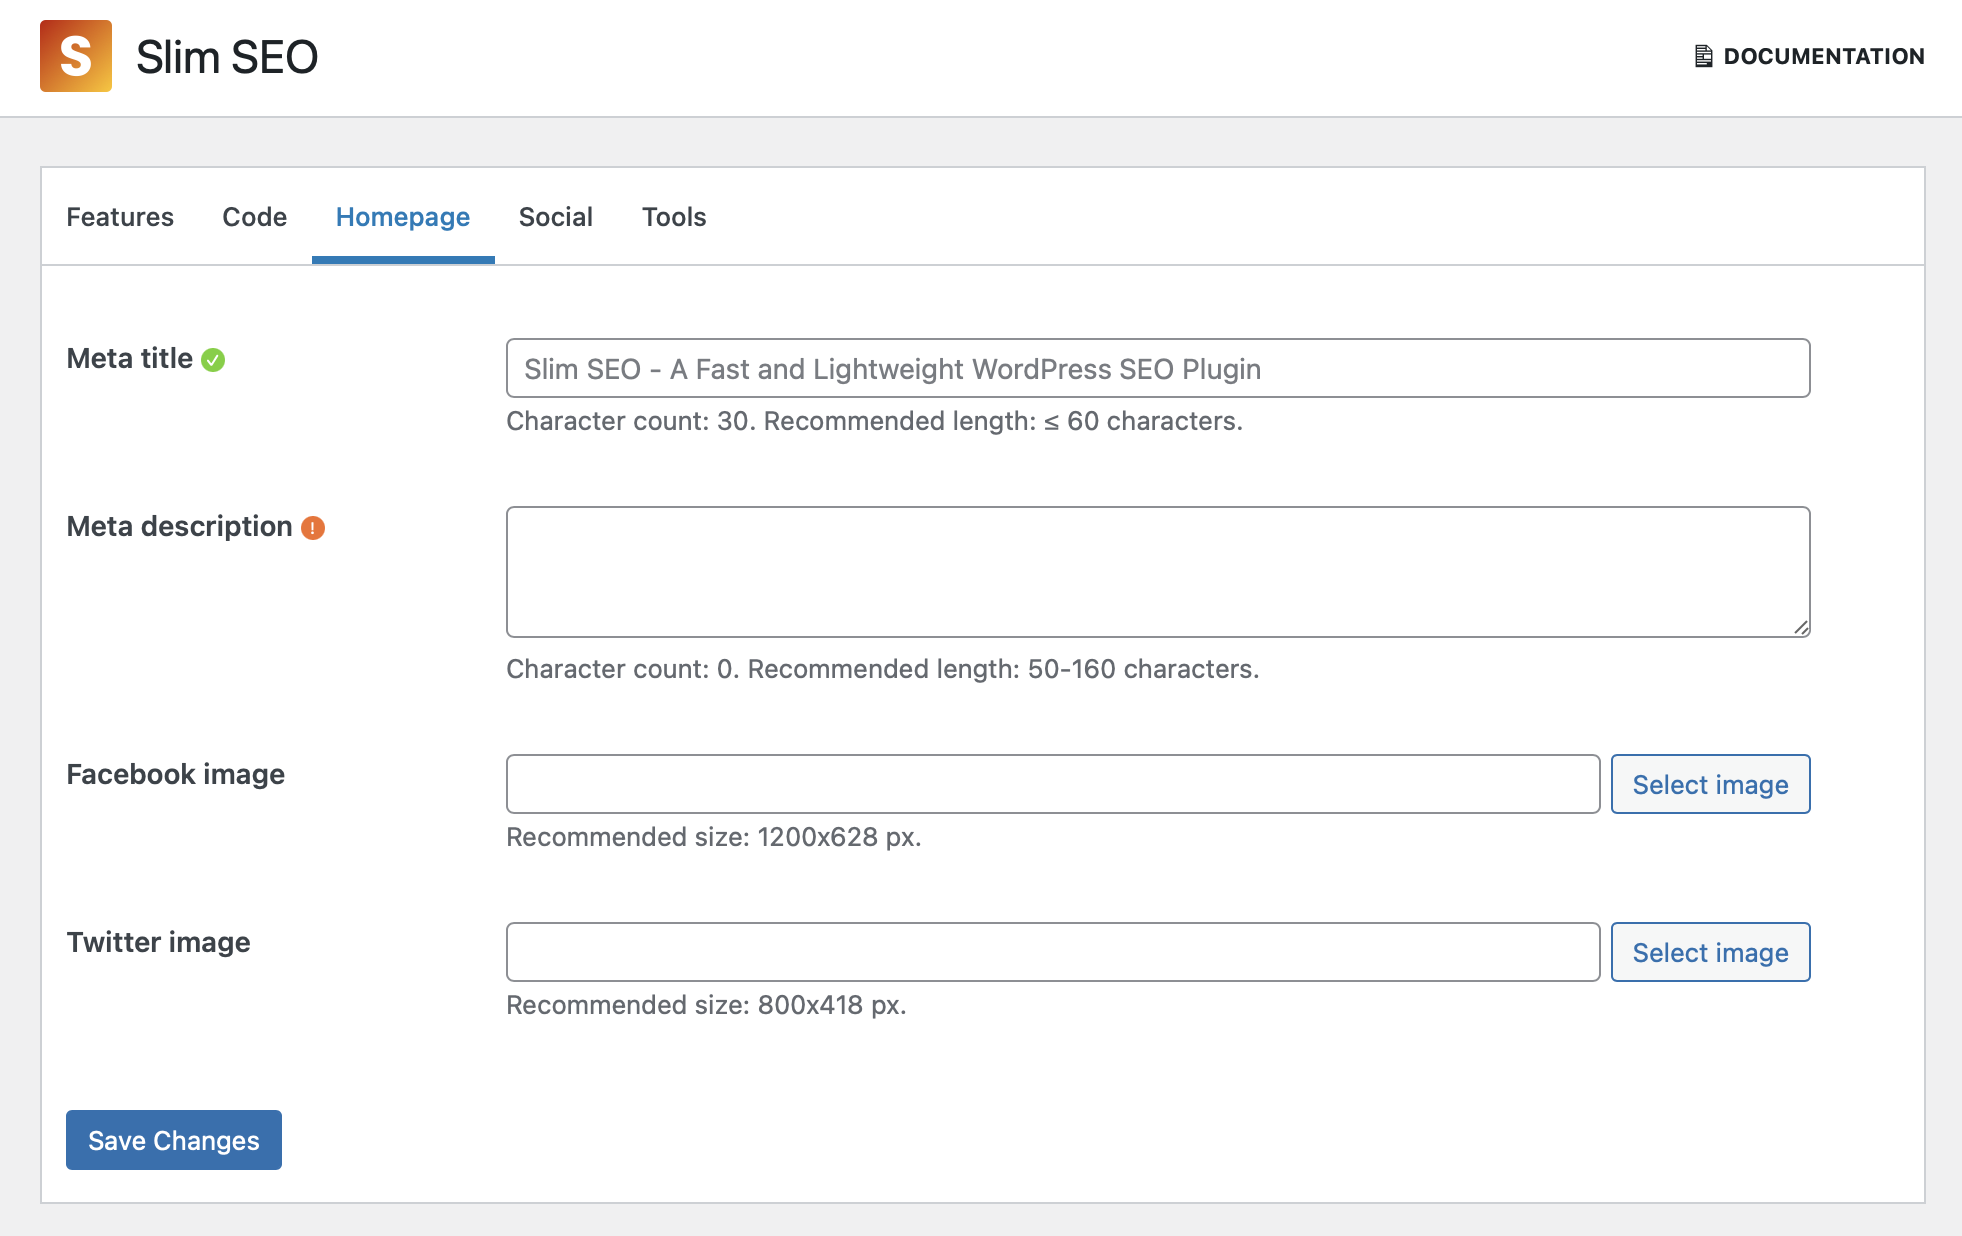 S Slim SEO
DOCUMENTATION
Features Code Homepage Social Tools
Meta title
Slim SEO - A Fast and Lightweight WordPress SEO Plugin
Character count: 30. Recommended length: ≤ 60 characters.
Meta description !
Character count: 0. Recommended length: 50-160 characters.
Facebook image
Select image
Recommended size: 1200x628 px.
Twitter image
Select image
Recommended size: 800x418 px.
Save Changes